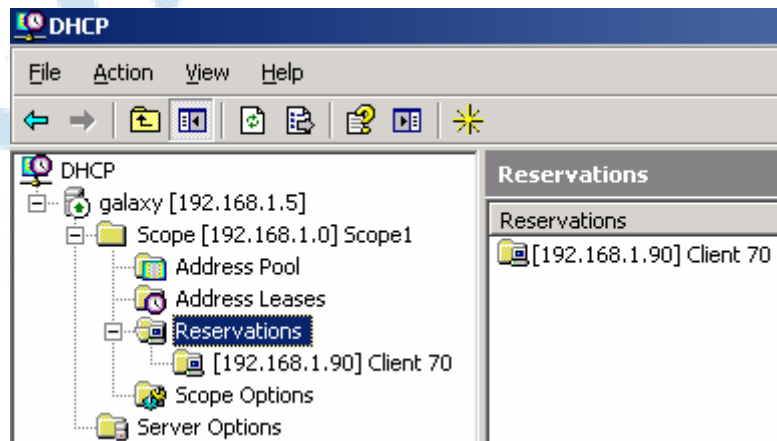 DHCP
File Action View Help
DHCP
galaxy [192.168.1.5]
Scope [192.168.1.0] Scope1
Address Pool
Address Leases
Reservations
[192.168.1.90] Client 70
Scope Options
Server Options
Reservations
Reservations
[192.168.1.90] Client 70